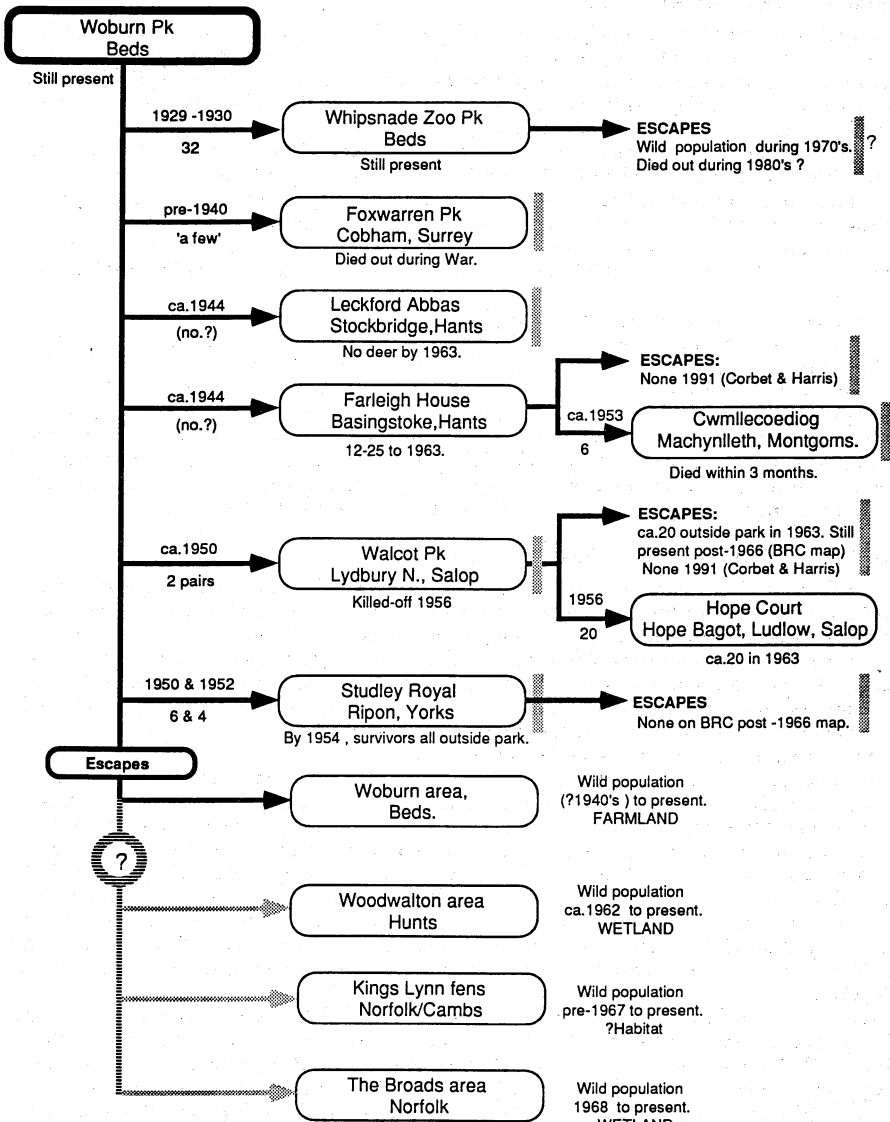 Woburn Pk
Beds
Still present
1929 -1930
32
Whipsnade Zoo Pk
Beds
Still present
ESCAPES
Wild population during 1970's.
Died out during 1980's ?
?
pre-1940
'a few'
Foxwarren Pk
Cobham, Surrey
Died out during War.
ca.1944
(no.?)
Leckford Abbas
Stockbridge,Hants
No deer by 1963.
ca.1944
(no.?)
Farleigh House
Basingstoke,Hants
12-25 to 1963.
ESCAPES:
None 1991 (Corbet & Harris)
ca.1953
6
Cwmllecoediog
Machynlleth, Montgoms.
Died within 3 months.
ca.1950
2 pairs
Walcot Pk
Lydbury N., Salop
Killed-off 1956
ESCAPES:
ca.20 outside park in 1963. Still
present post-1966 (BRC map)
None 1991 (Corbet & Harris)
1956
20
Hope Court
Hope Bagot, Ludlow, Salop
ca.20 in 1963
1950 & 1952
6 & 4
Studley Royal
Ripon, Yorks
By 1954 , survivors all outside park.
ESCAPES
None on BRC post -1966 map.
Escapes
Woburn area,
Beds.
Wild population
(?1940's ) to present.
FARMLAND
?
Woodwalton area
Hunts
Wild population
ca.1962 to present.
WETLAND
Kings Lynn fens
Norfolk/Cambs
Wild population
pre-1967 to present.
?Habitat
The Broads area
Norfolk
Wild population
1968 to present.
WETLAND